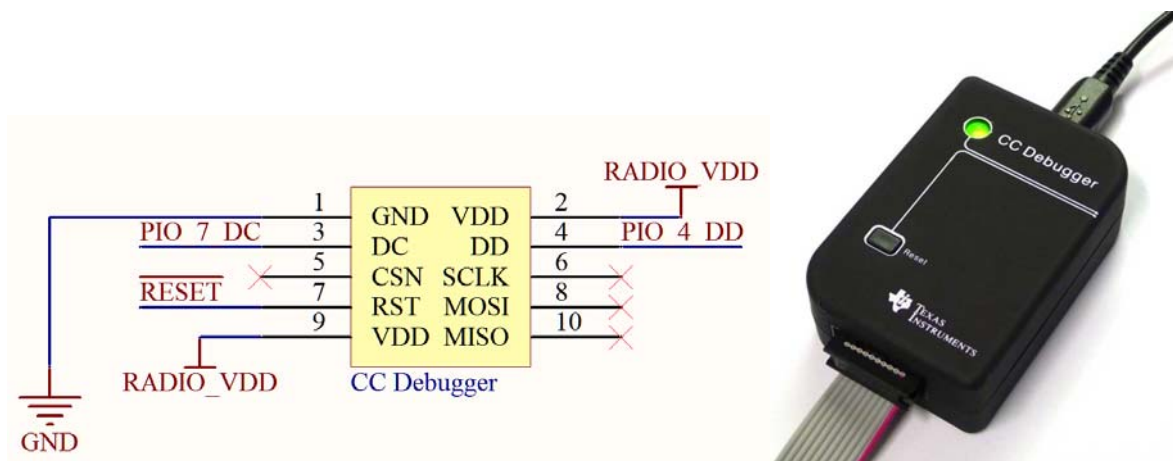 RADIO_VDD
1 GND VDD 2
PIO_7_DC 3 DC DD 4 PIO_4_DD
5 CSN SCLK 6
RESET 7 RST MOSI 8
9 VDD MISO 10
RADIO_VDD
CC Debugger
GND
CC Debugger
Reset
TEXAS
INSTRUMENTS